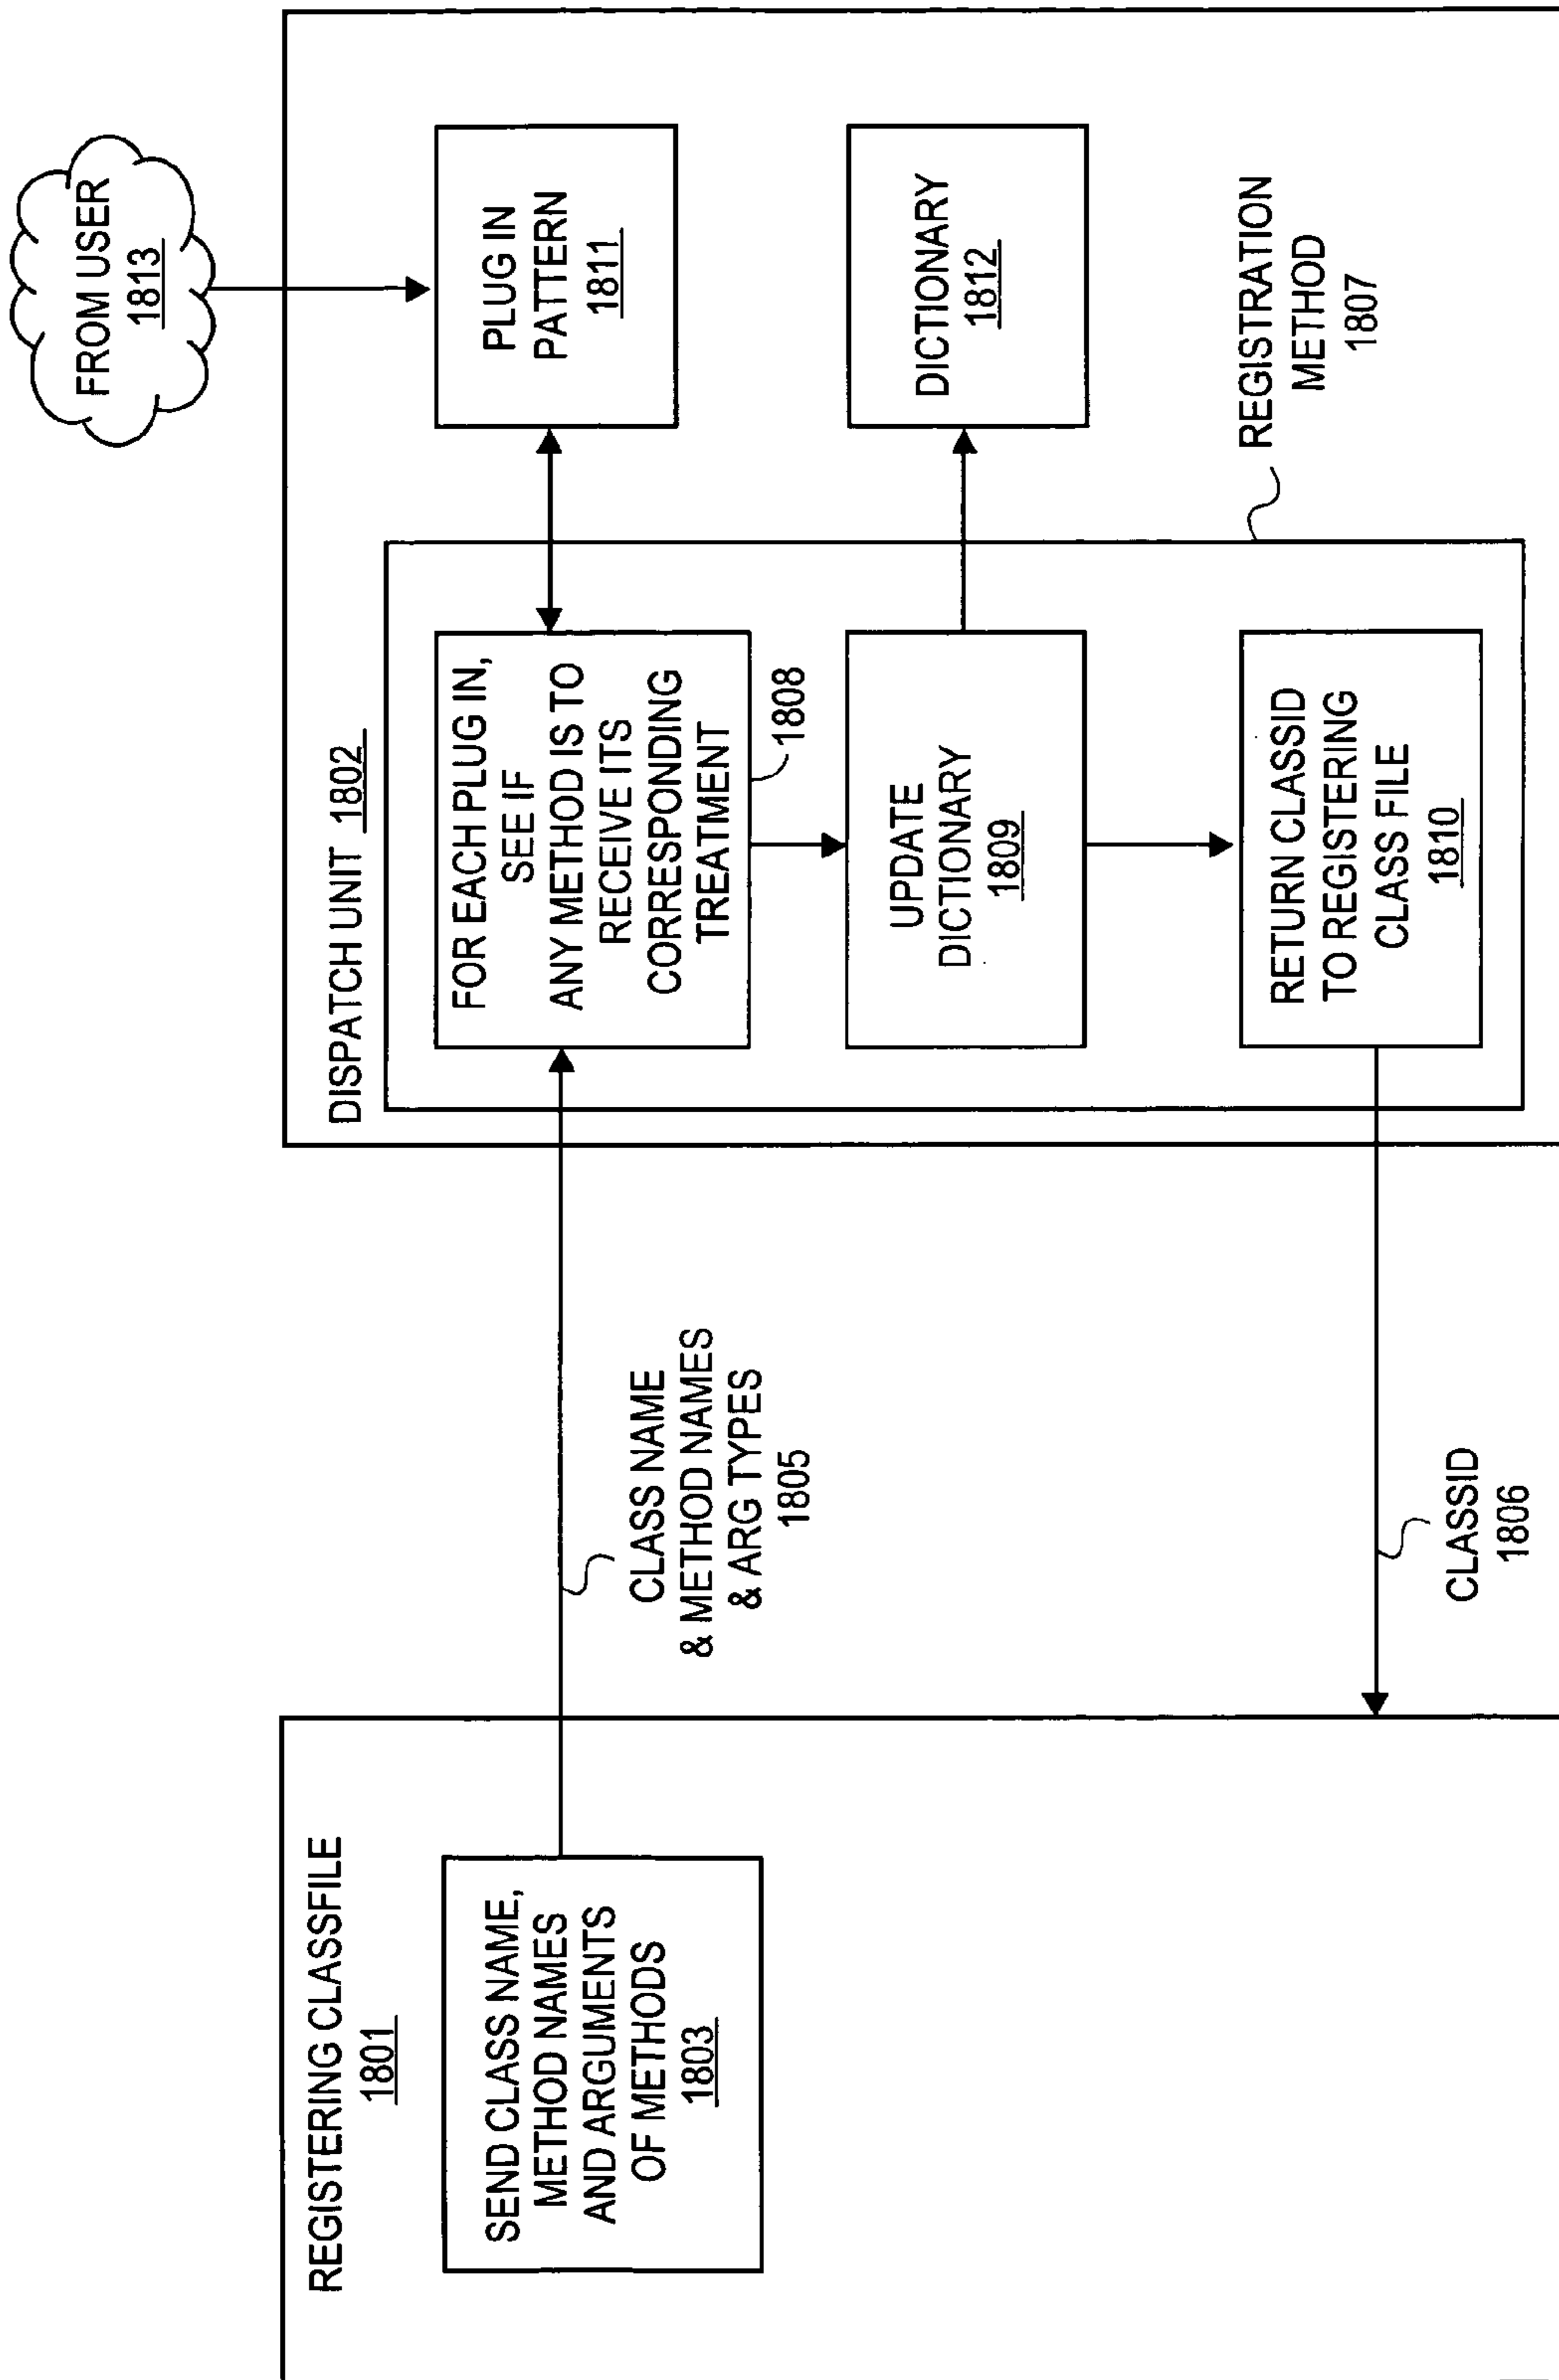 REGISTERING CLASSFILE
1801
SEND CLASS NAME,
METHOD NAMES
AND ARGUMENTS
OF METHODS
1803
CLASS NAME
& METHOD NAMES
& ARG TYPES
1805
CLASSID
1806
DISPATCH UNIT 1802
FOR EACH PLUG IN,
SEE IF
ANY METHOD IS TO
RECEIVE ITS
CORRESPONDING
TREATMENT
1808
UPDATE
DICTIONARY
1809
RETURN CLASSID
TO REGISTERING
CLASS FILE
1810
FROM USER
1813
PLUG IN
PATTERN
1811
DICTIONARY
1812
REGISTRATION
METHOD
1807